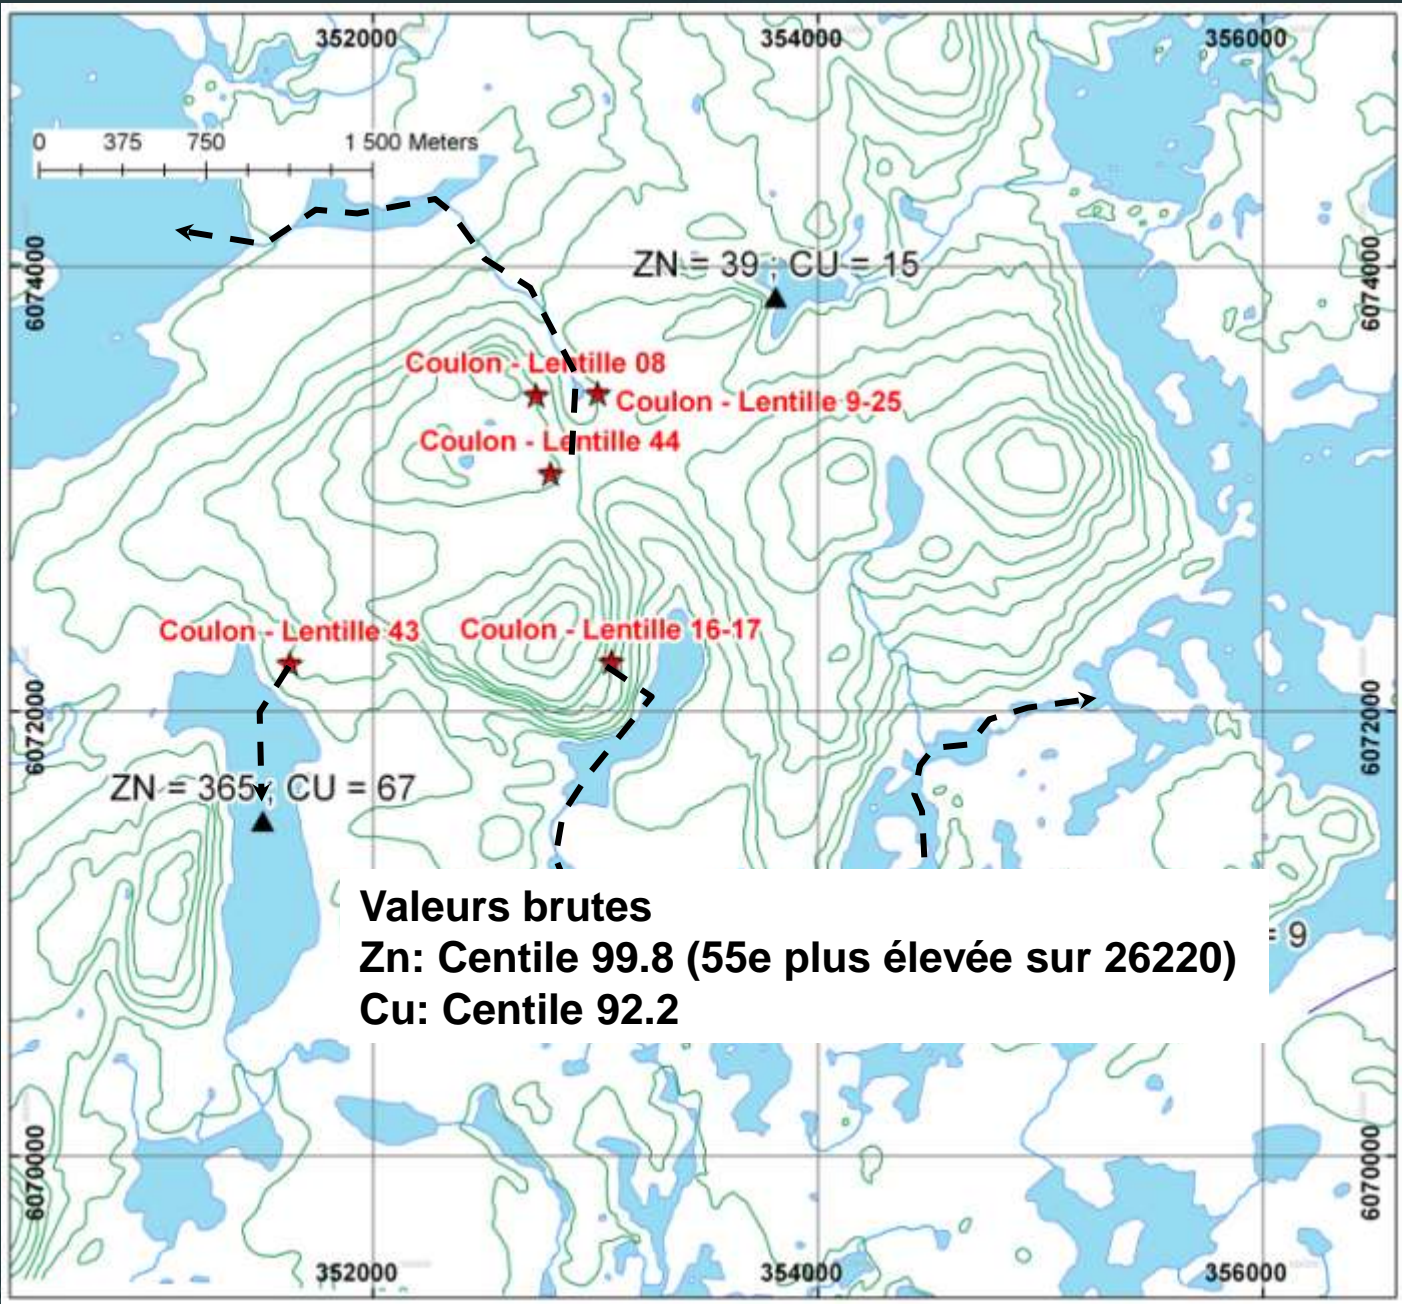 352000 354000 356000
0 375 750 1 500 Meters
6074000 6074000
ZN = 39 ; CU = 15
Coulon - Lentille 08
Coulon - Lentille 9-25
Coulon - Lentille 44
Coulon - Lentille 43 Coulon - Lentille 16-17
6072000 6072000
ZN = 365 ; CU = 67
Valeurs brutes
= 9
Zn: Centile 99.8 (55e plus élevée sur 26220)
Cu: Centile 92.2
6070000 6070000
352000 354000 356000